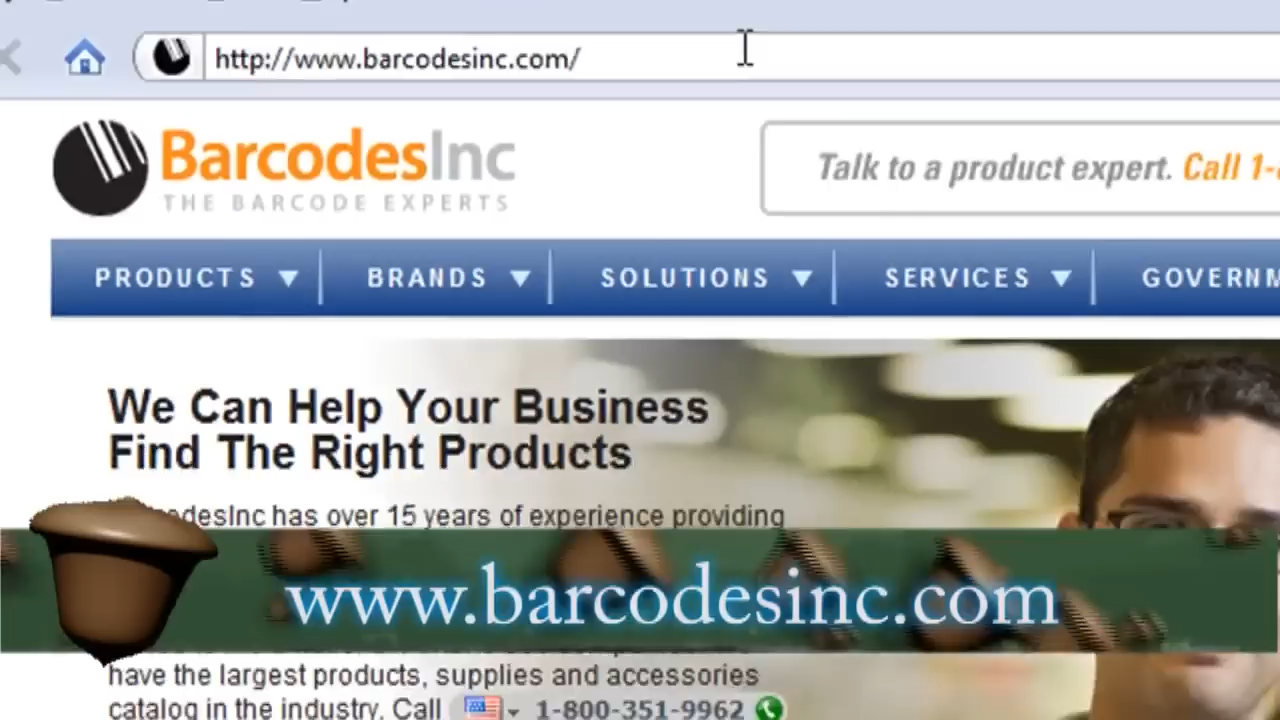 http://www.barcodesinc.com/
BarcodesInc
THE BARCODE EXPERTS
Talk to a product expert. Call 1-
PRODUCTS
BRANDS
SOLUTIONS
SERVICES
We Can Help Your Business
Find The Right Products
has over 15 years of experience providing
www.barcodesinc.com
have the largest products, supplies and accessories
catalog in the industry. Call 1-800-351-9962